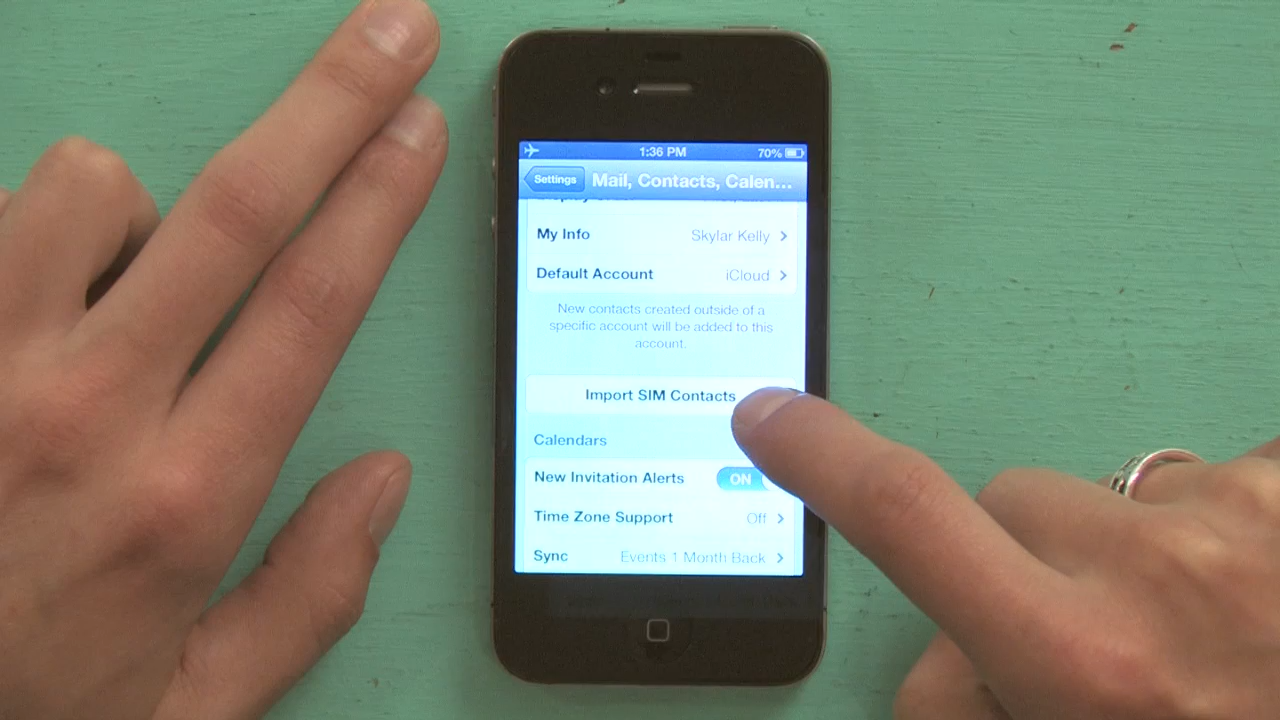 1:36 PM 70%
Settings Mail, Contacts, Calen...
My Info Skylar Kelly
Default Account iCloud
New contacts created outside of a
specific account will be added to this
account.
Import SIM Contacts
Calendars
New Invitation Alerts ON
Time Zone Support Off
Sync Events 1 Month Back